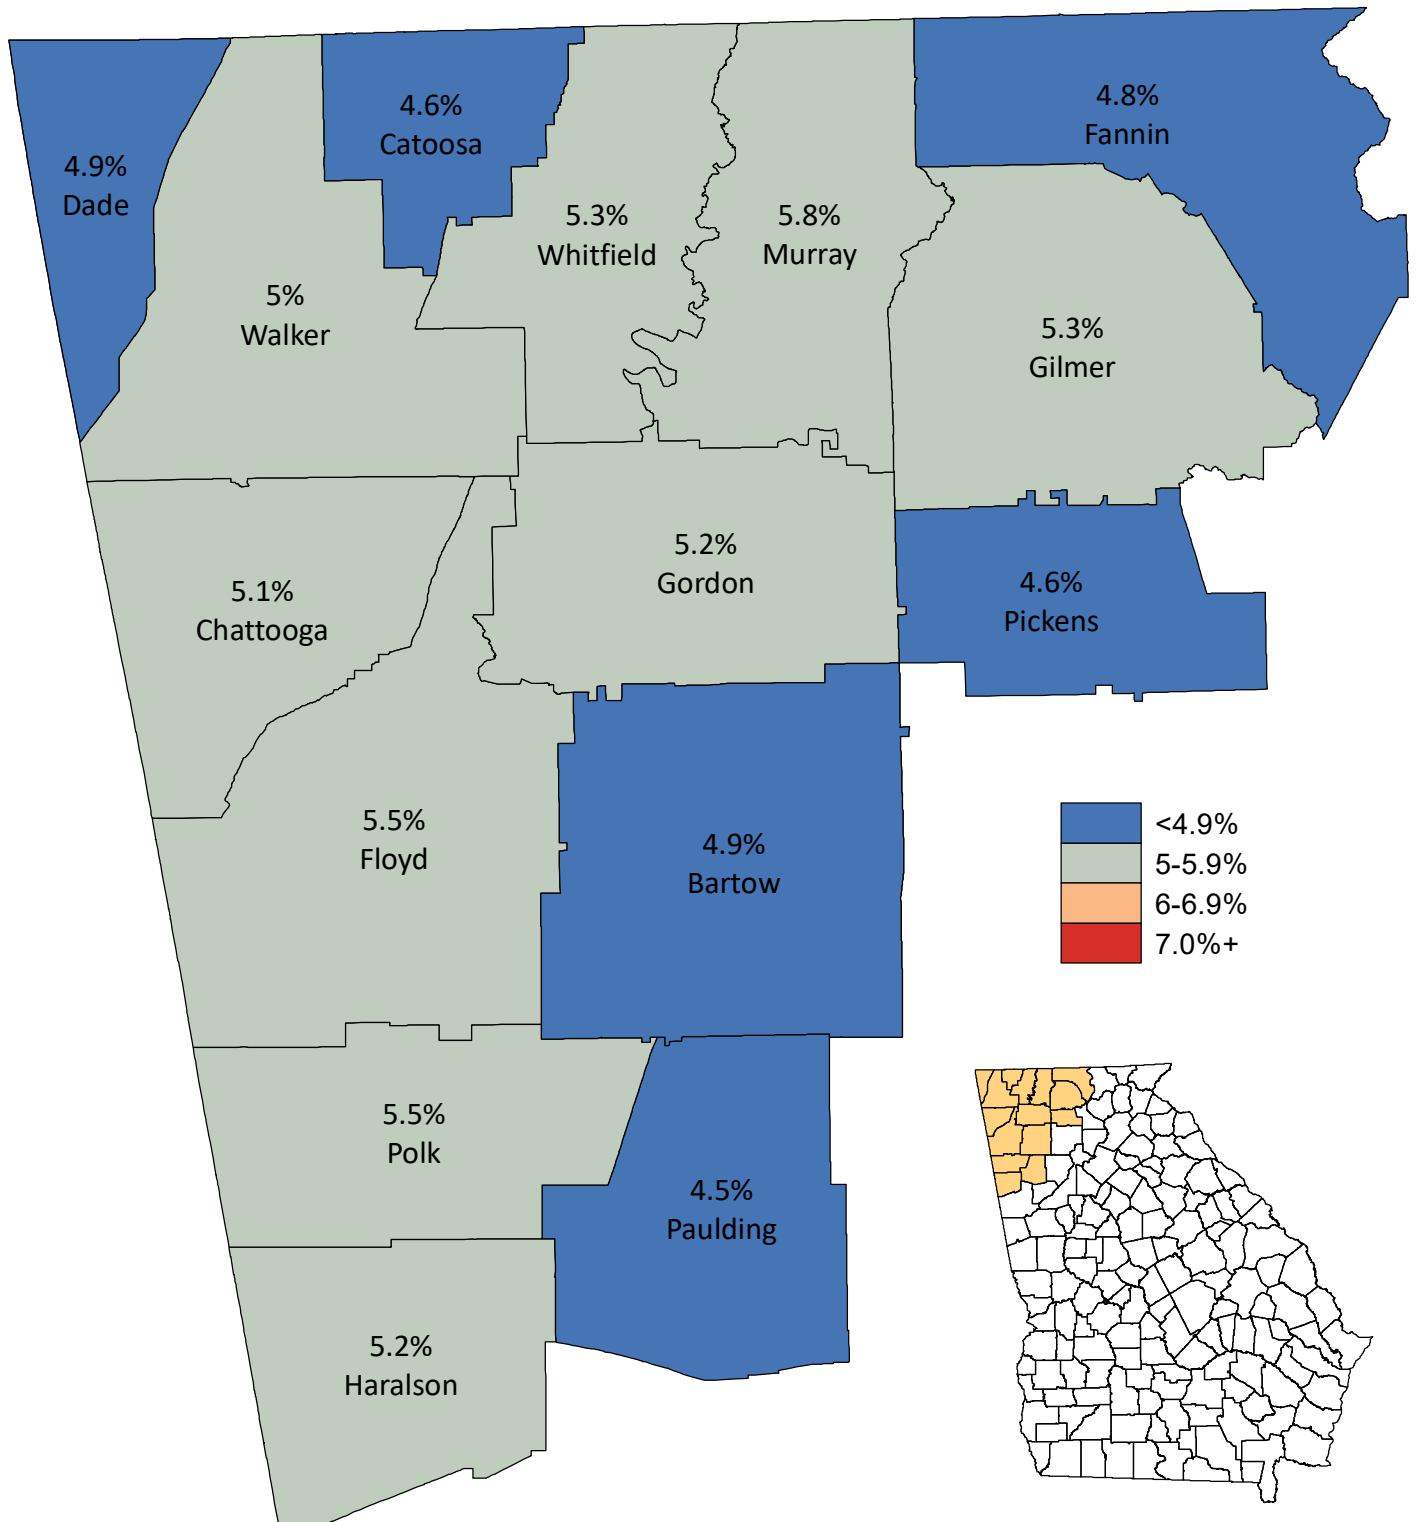 4.6%
Catoosa
4.8%
Fannin
4.9%
Dade
5.3%
Whitfield
5.8%
Murray
5%
Walker
5.3%
Gilmer
5.2%
Gordon
4.6%
Pickens
5.1%
Chattooga
5.5%
Floyd
4.9%
Bartow
<4.9%
5-5.9%
6-6.9%
7.0%+
5.5%
Polk
4.5%
Paulding
5.2%
Haralson